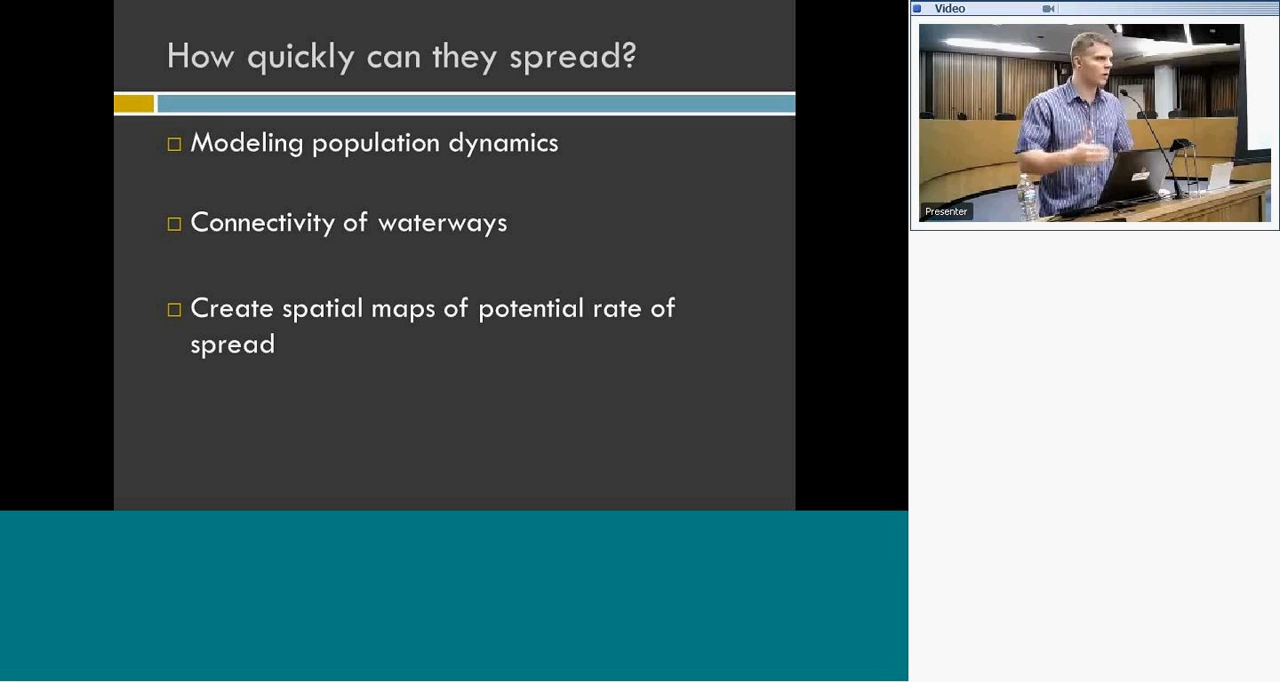 How quickly can they spread?
Modeling population dynamics
Connectivity of waterways
Create spatial maps of potential rate of
spread
Video
Presenter